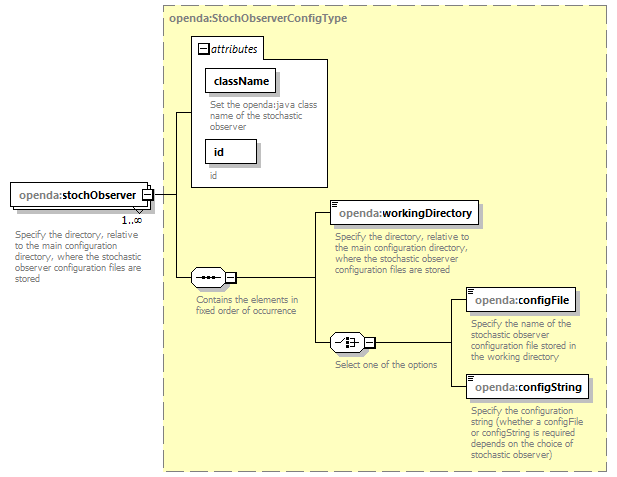 openda:StochObserverConfigType
attributes
className
Set the openda:java class
name of the stochastic
observer
id
id
openda:stochObserver
1..∞
Specify the directory, relative
to the main configuration
directory, where the stochastic
observer configuration files are
stored
openda:workingDirectory
Specify the directory, relative to
the main configuration directory,
where the stochastic observer
configuration files are stored
Contains the elements in
fixed order of occurrence
openda:configFile
Specify the name of the
stochastic observer
configuration file stored in
the working directory
Select one of the options
openda:configString
Specify the configuration
string (whether a configFile
or configString is required
depends on the choice of
stochastic observer)